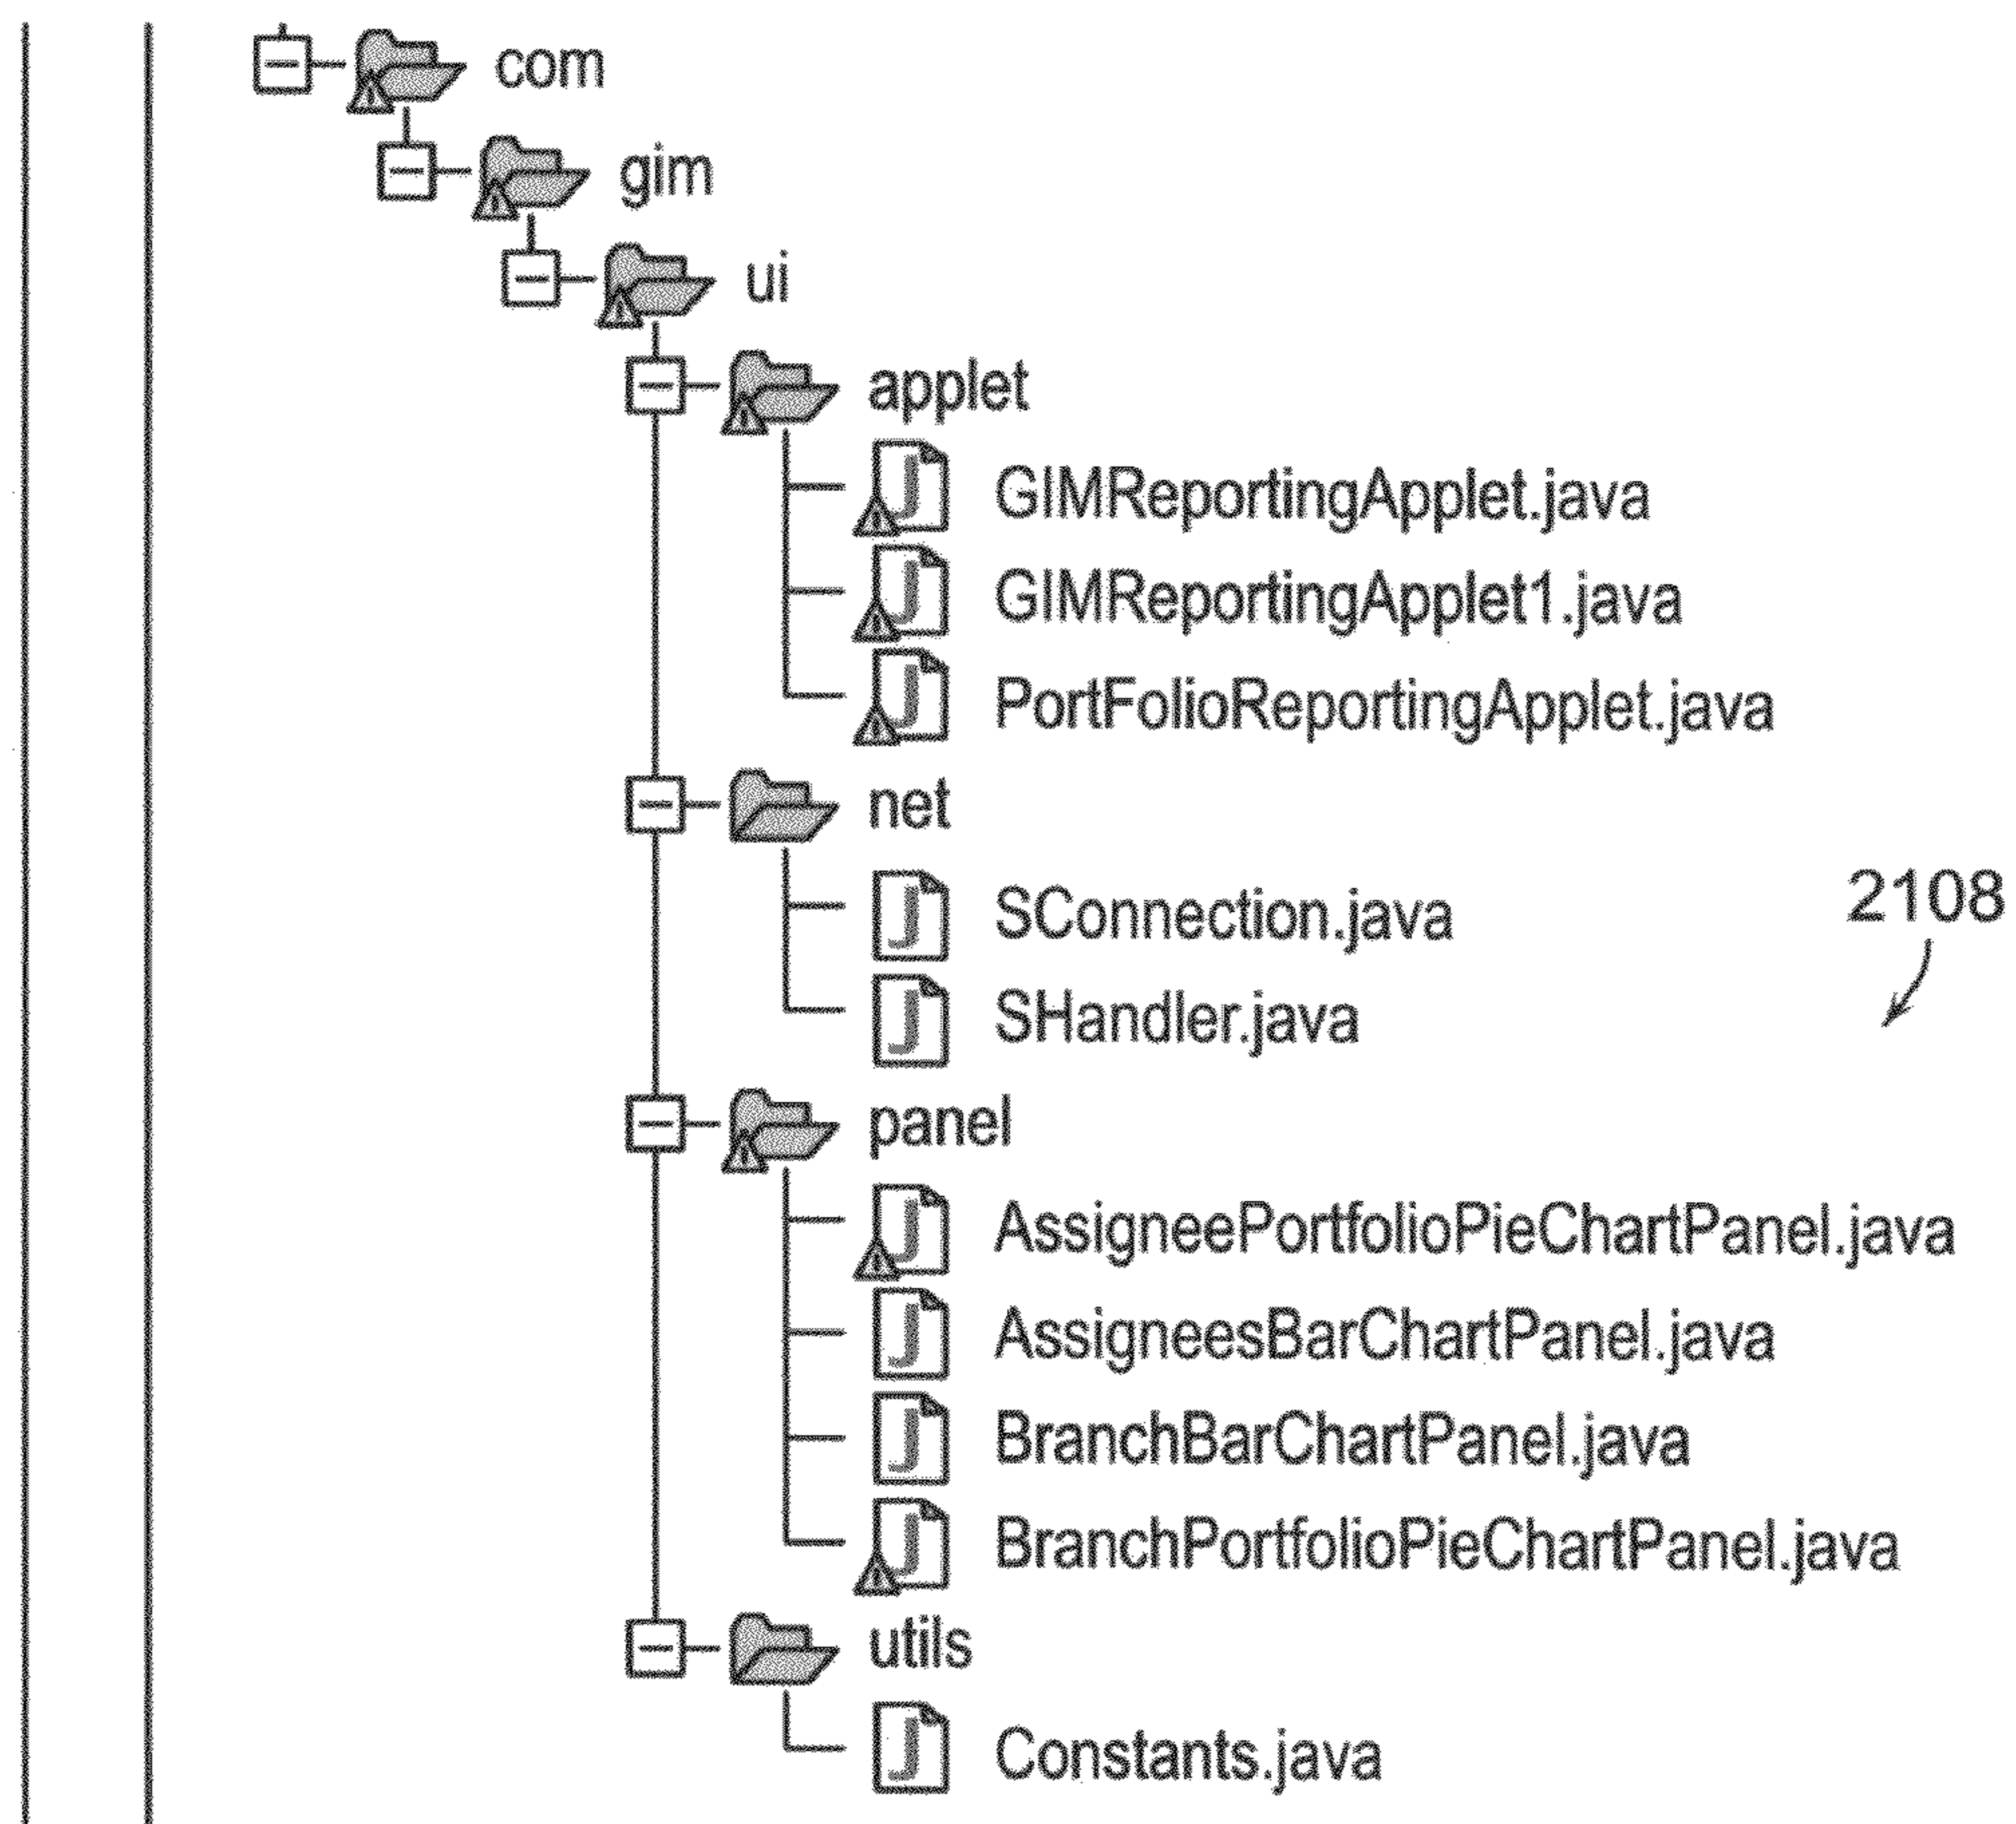 com
gim
ui
applet
GIMReportingApplet.java
GIMReportingApplet1.java
PortFolioReportingApplet.java
net
SConnection.java
2108
SHandler.java
panel
AssigneePortfolioPieChartPanel.java
AssigneesBarChartPanel.java
BranchBarChartPanel.java
BranchPortfolioPieChartPanel.java
utils
Constants.java